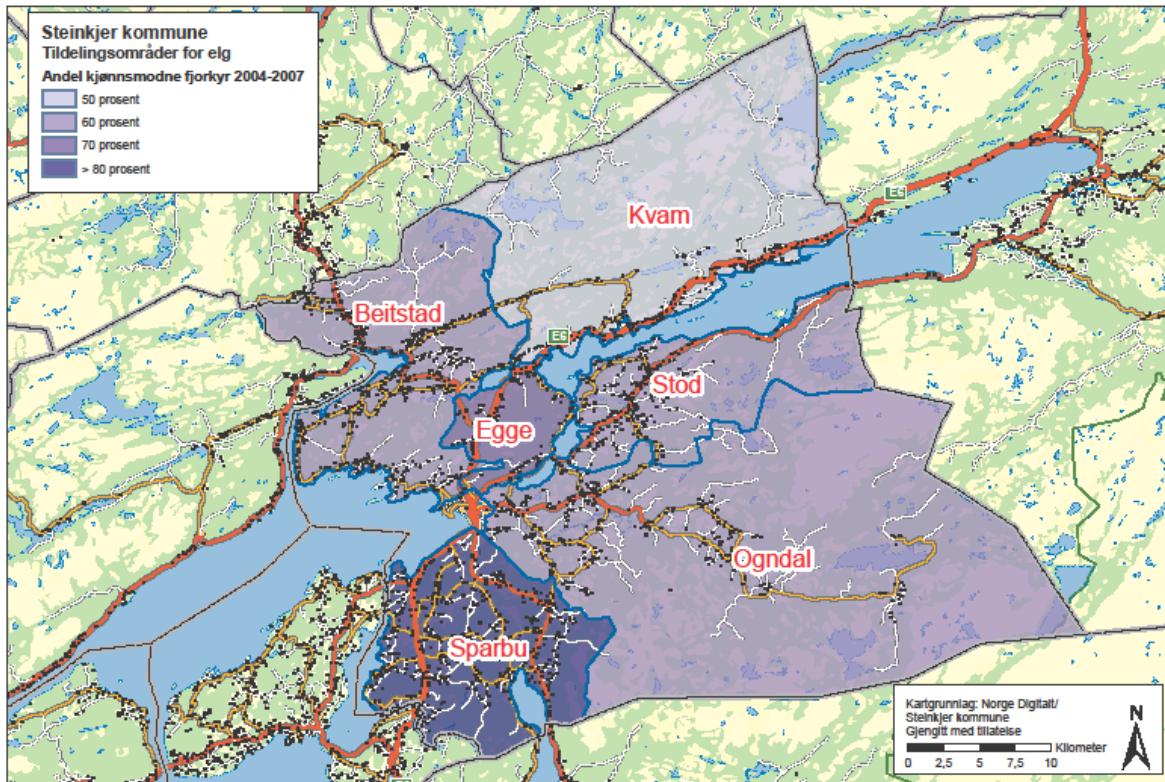 Steinkjer kommune
Tildelingsområder for elg
Andel kjønnsmodne fjorkyr 2004-2007
50 prosent
60 prosent
70 prosent
> 80 prosent
E6
Kvam
Beitstad
E6
Stod
Egge
Ogndal
Sparbu
Kartgrunnlag: Norge Digitalt/
Steinkjer kommune
Gjengitt med tillatelse
N
Kilometer
0 2,5 5 7,5 10